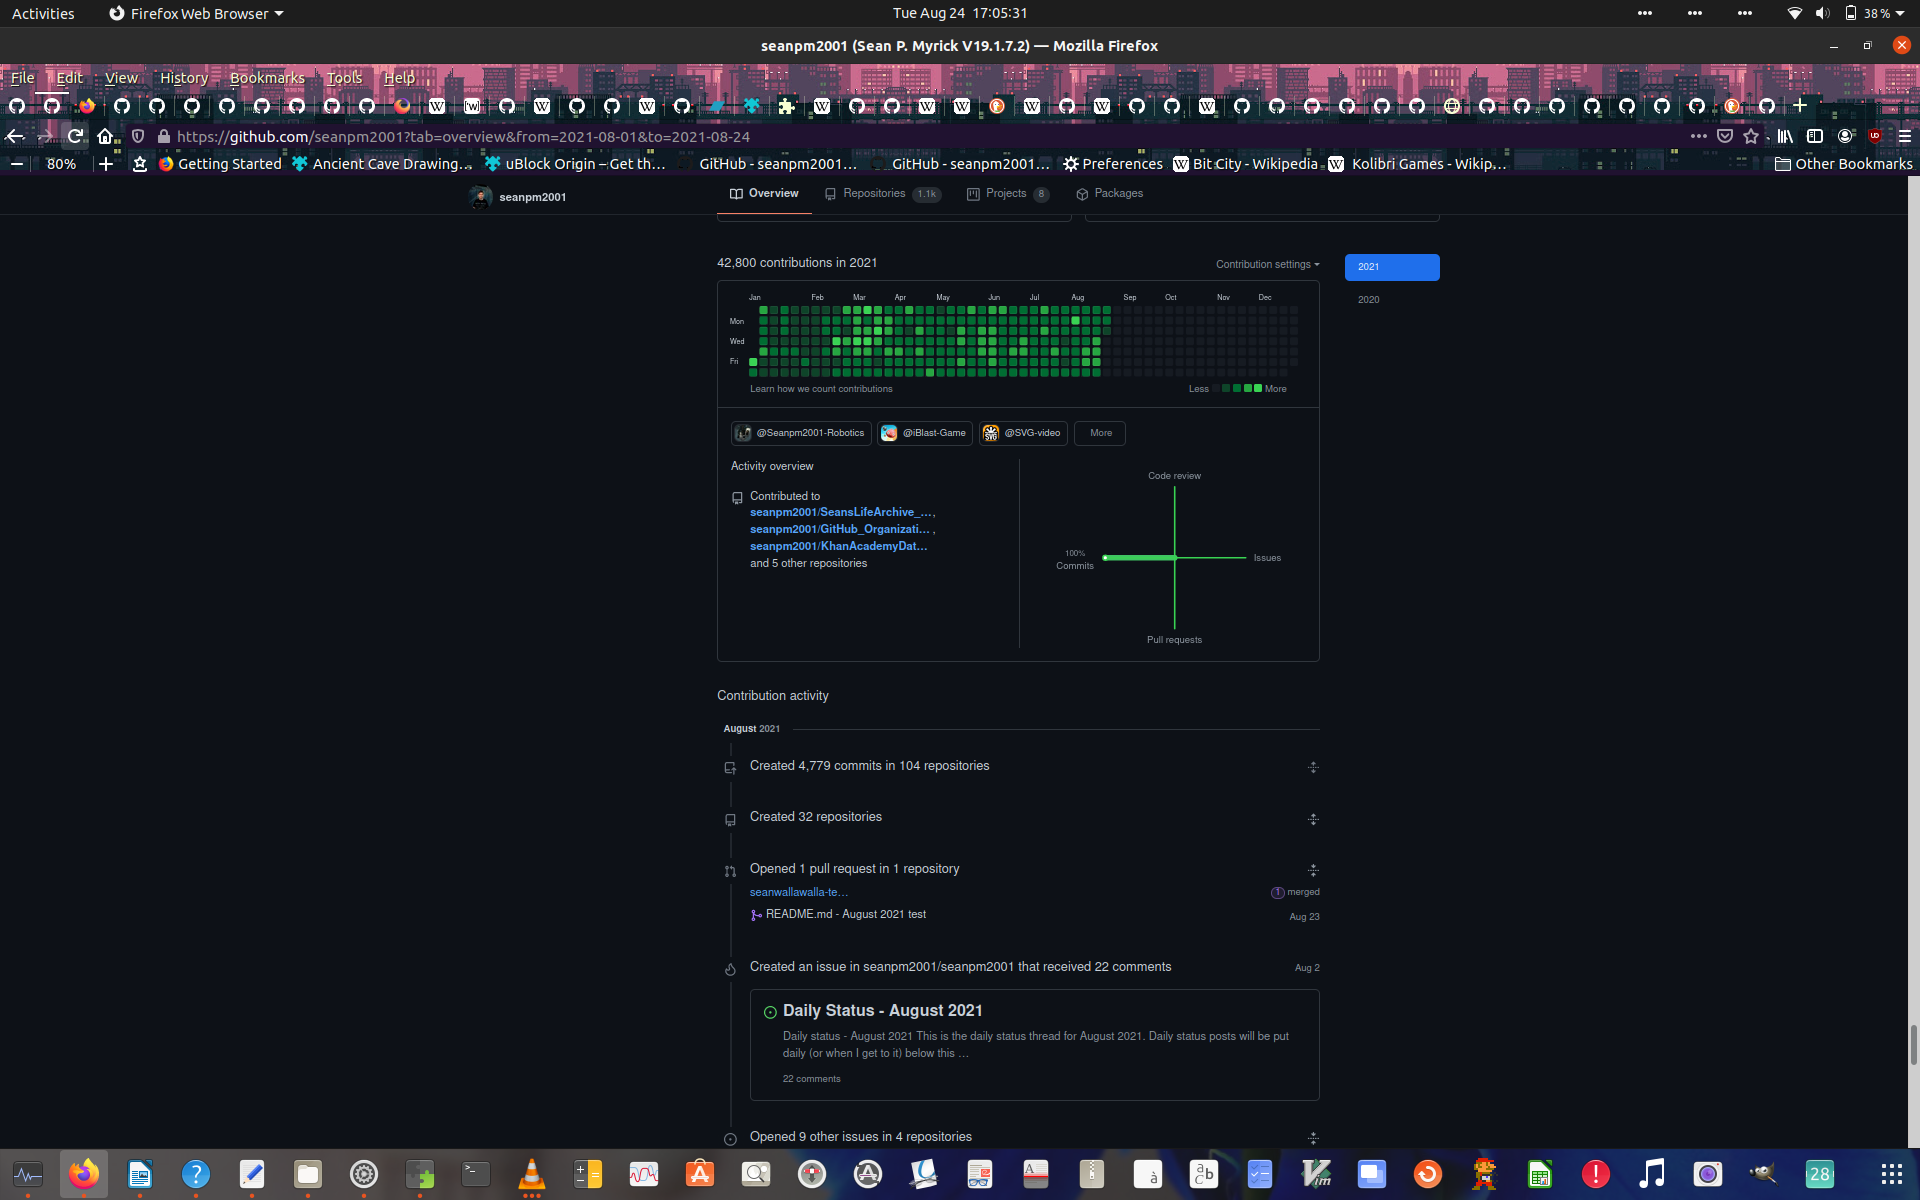 Activities
Firefox Web Browser
Tue Aug 24 17:05:31
38 %
seanpm2001 (Sean P. Myrick V19.1.7.2) — Mozilla Firefox
File Edit View History Bookmarks Tools Help
https://github.com/seanpm2001?tab=overview&from=2021-08-01&to=2021-08-24
80%
Getting Started
Ancient Cave Drawing…
uBlock Origin – Get th…
GitHub - seanpm2001…
GitHub - seanpm2001…
Preferences
Bit City - Wikipedia
Kolibri Games - Wikip…
Other Bookmarks
seanpm2001
Overview
Repositories 1.1k
Projects 8
Packages
42,800 contributions in 2021
Contribution settings
2021
2020
Jan Feb Mar Apr May Jun Jul Aug Sep Oct Nov Dec
Mon
Wed
Fri
Learn how we count contributions
Less More
@Seanpm2001-Robotics
@iBlast-Game
SVG
@SVG-video
More
Activity overview
Contributed to
seanpm2001/SeansLifeArchive_… ,
seanpm2001/GitHub_Organizati… ,
seanpm2001/KhanAcademyDat…
and 5 other repositories
Code review
100%
Commits
Issues
Pull requests
Contribution activity
August 2021
Created 4,779 commits in 104 repositories
Created 32 repositories
Opened 1 pull request in 1 repository
seanwallawalla-te…
1 merged
README.md - August 2021 test
Aug 23
Created an issue in seanpm2001/seanpm2001 that received 22 comments
Aug 2
Daily Status - August 2021
Daily status - August 2021 This is the daily status thread for August 2021. Daily status posts will be put
daily (or when I get to it) below this …
22 comments
Opened 9 other issues in 4 repositories
28